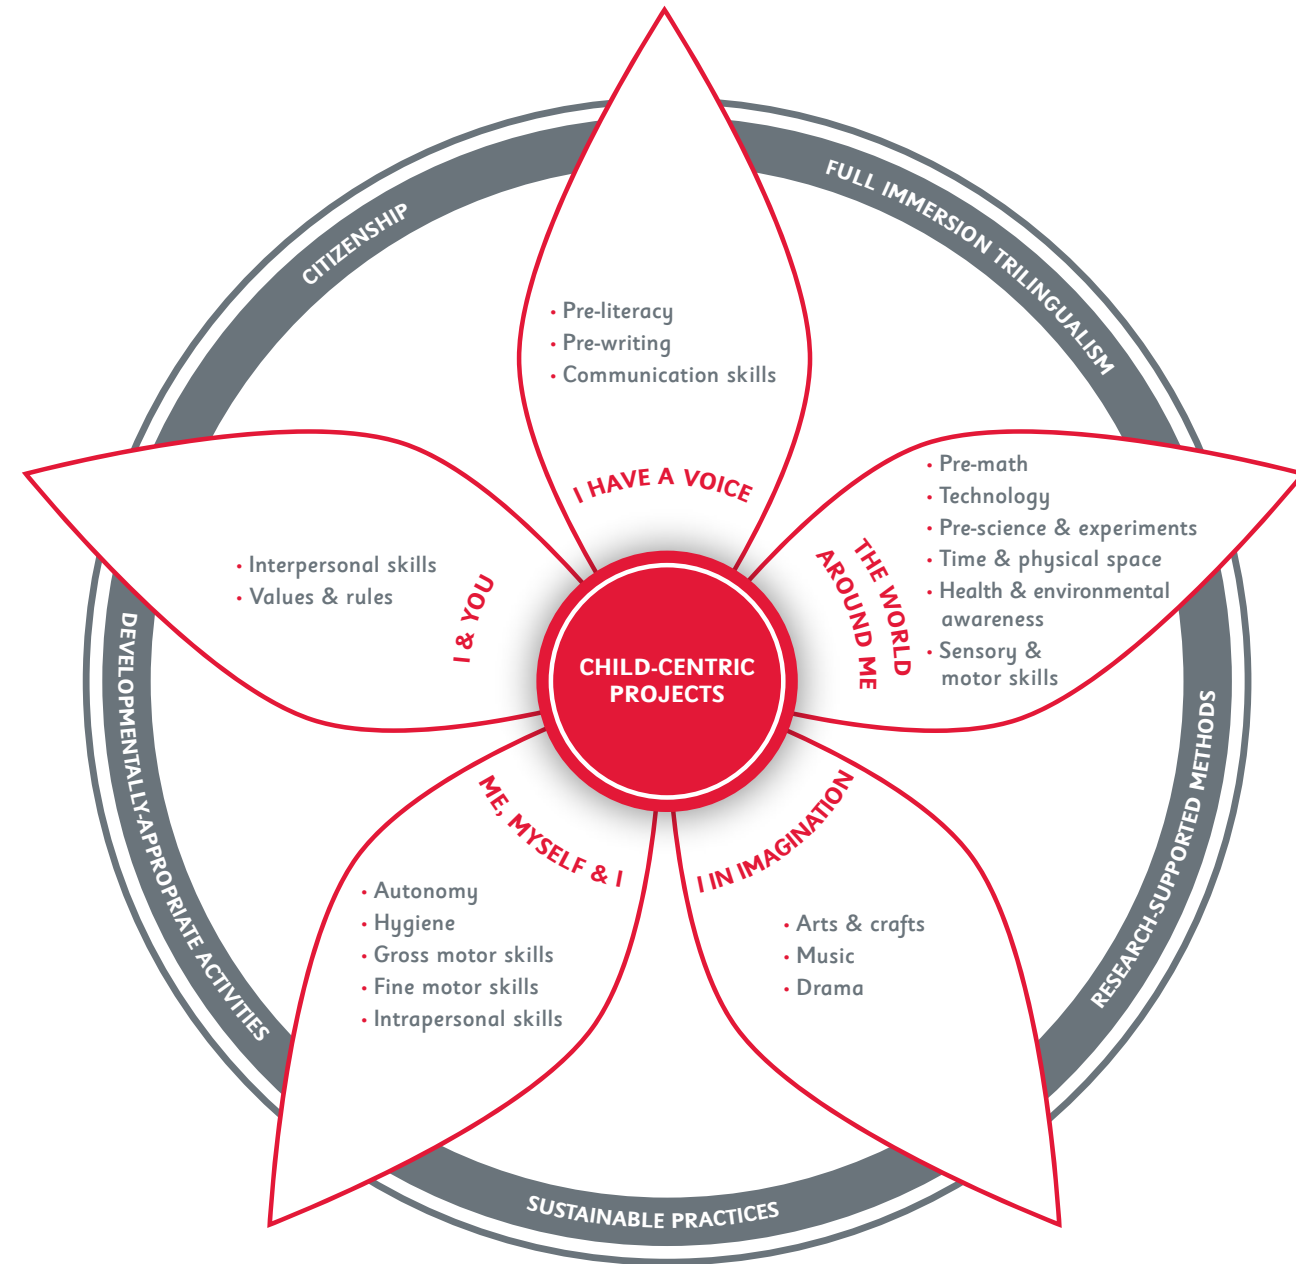 CITIZENSHIP
FULL IMMERSION TRILINGUALISM
• Pre-literacy
• Pre-writing
• Communication skills
I HAVE A VOICE
• Pre-math
• Technology
• Pre-science & experiments
• Time & physical space
• Health & environmental
awareness
• Sensory &
motor skills
THE WORLD
AROUND ME
• Interpersonal skills
• Values & rules
I & YOU
CHILD-CENTRIC
PROJECTS
DEVELOPMENTALLY-APPROPRIATE ACTIVITIES
RESEARCH-SUPPORTED METHODS
ME, MYSELF & I
• Autonomy
• Hygiene
• Gross motor skills
• Fine motor skills
• Intrapersonal skills
I IN IMAGINATION
• Arts & crafts
• Music
• Drama
SUSTAINABLE PRACTICES